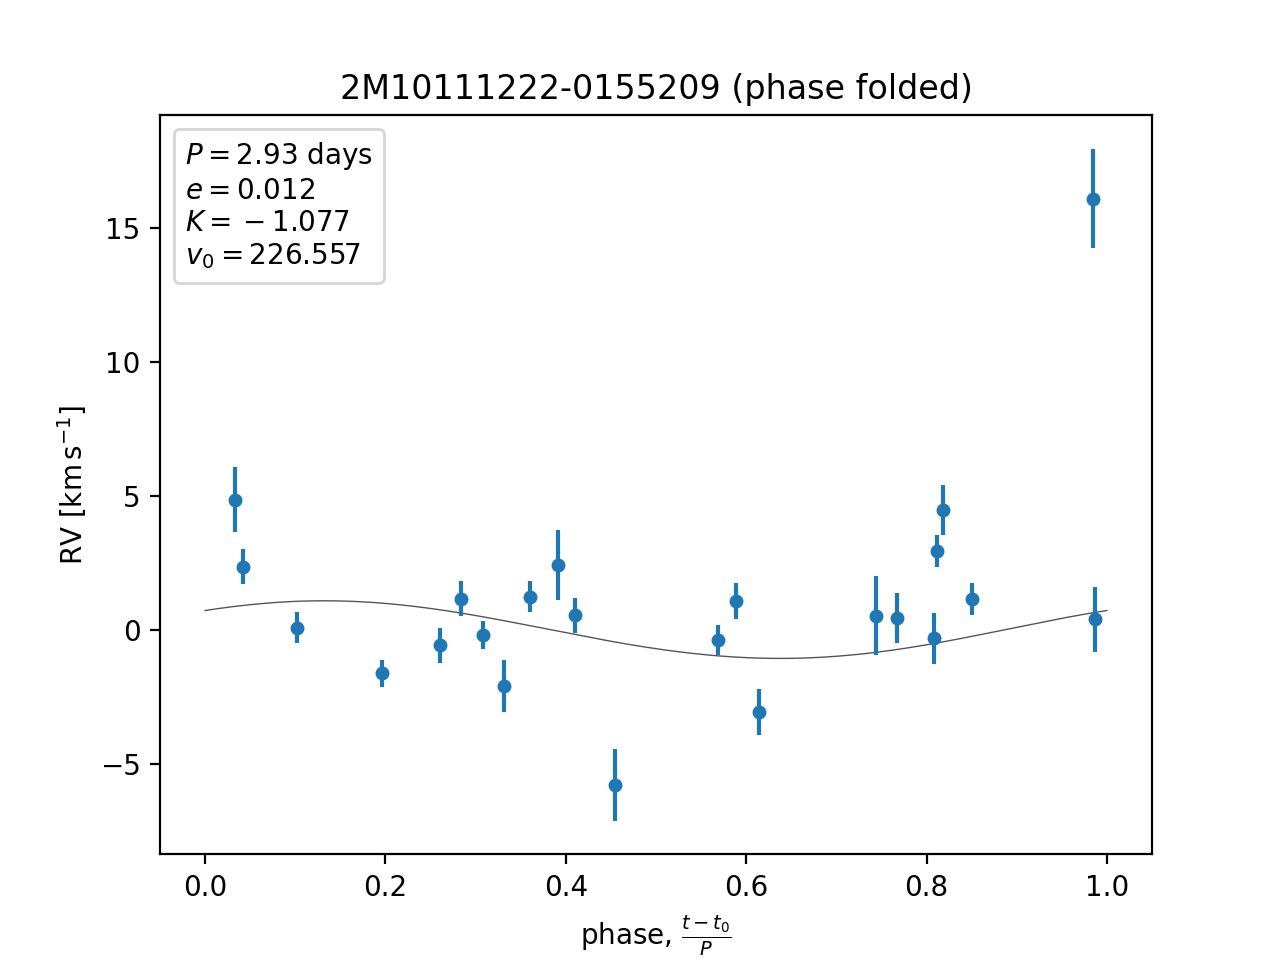 2M10111222-0155209 (phase folded)
P = 2.93 days
e = 0.012
K = −1.077
v₀ = 226.557
15
10
5
0
−5
RV [km s⁻¹]
0.0 0.2 0.4 0.6 0.8 1.0
phase, (t − t₀)/P